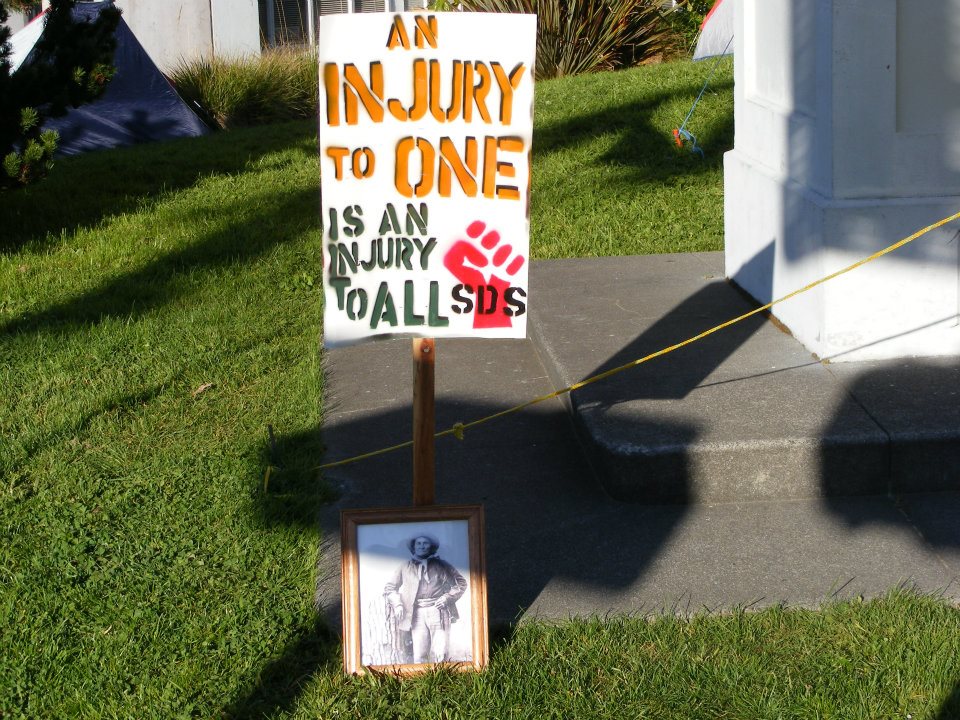 AN
INJURY
TO ONE
IS AN
INJURY
TO ALL SDS